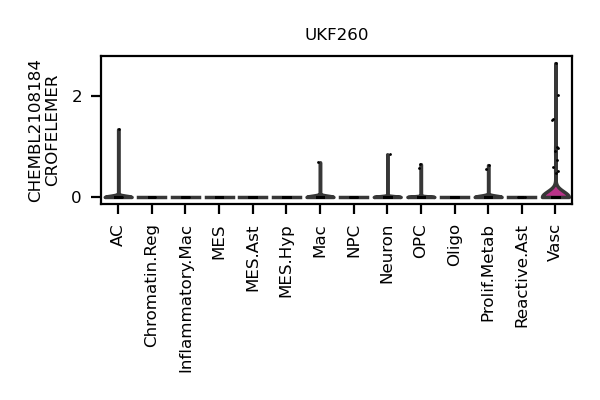 UKF260
CHEMBL2108184
CROFELEMER
2
0
AC
Chromatin.Reg
Inflammatory.Mac
MES
MES.Ast
MES.Hyp
Mac
NPC
Neuron
OPC
Oligo
Prolif.Metab
Reactive.Ast
Vasc